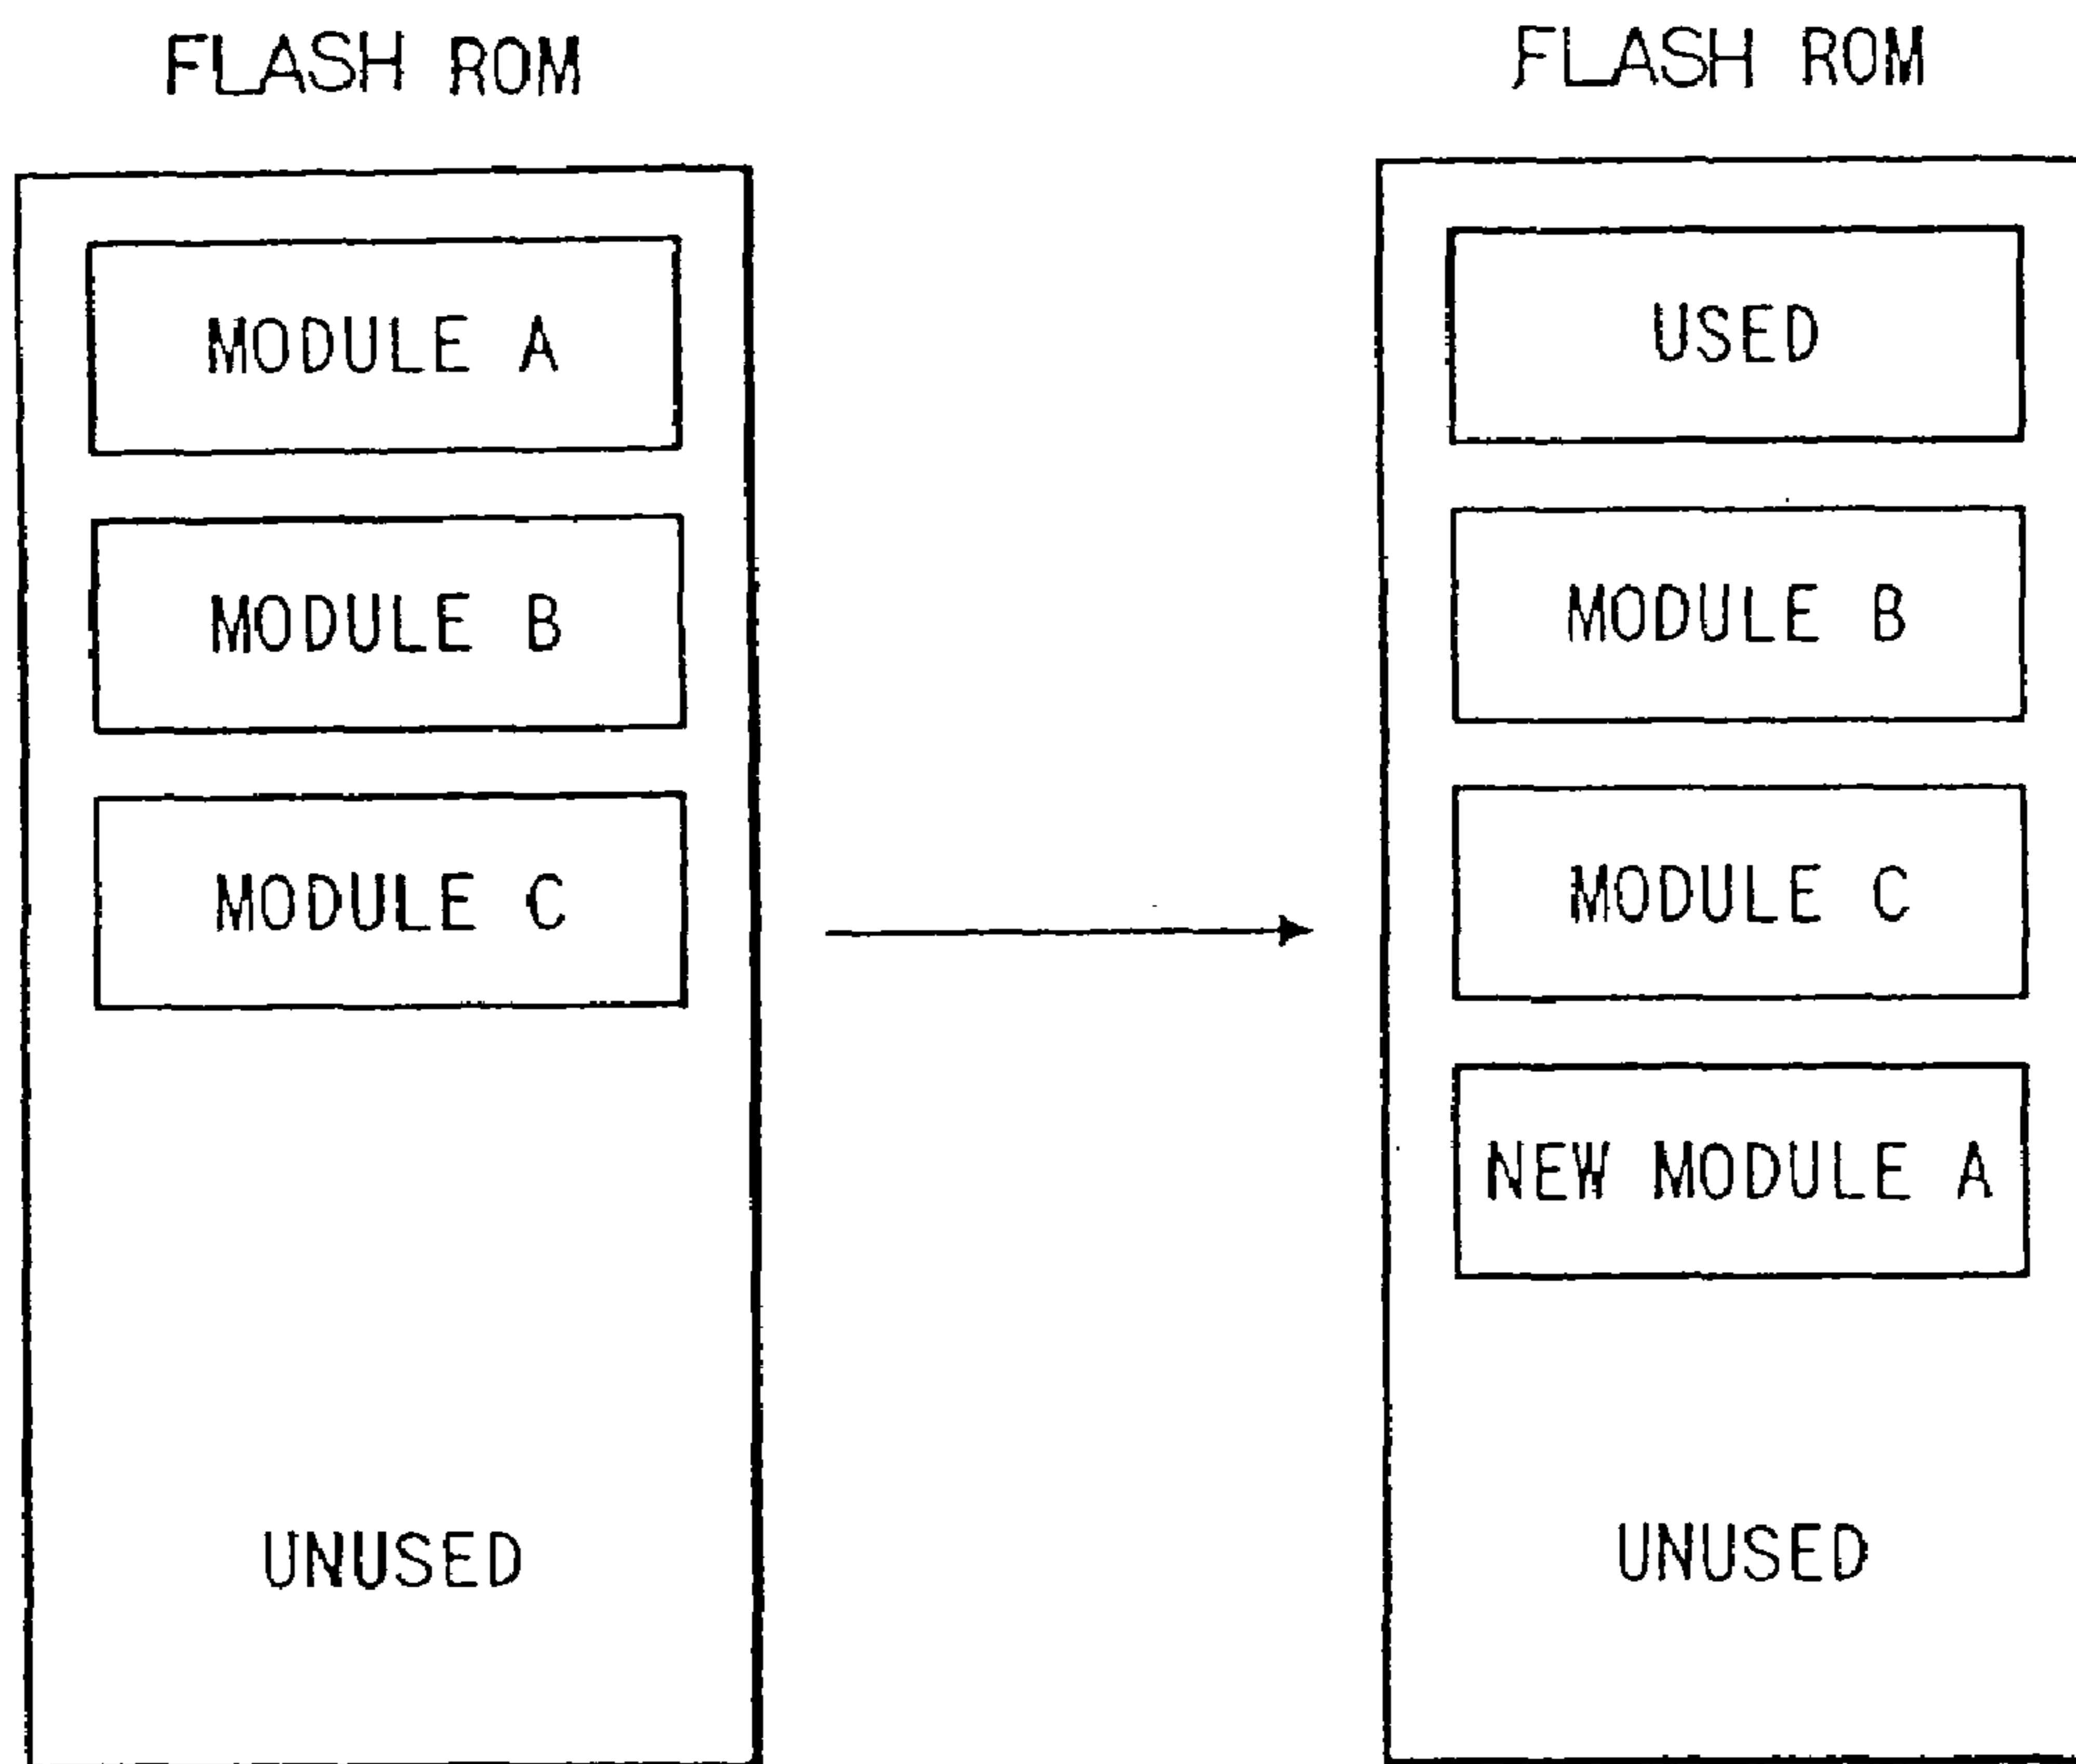 FLASH ROM
MODULE A
MODULE B
MODULE C
UNUSED
FLASH ROM
USED
MODULE B
MODULE C
NEW MODULE A
UNUSED